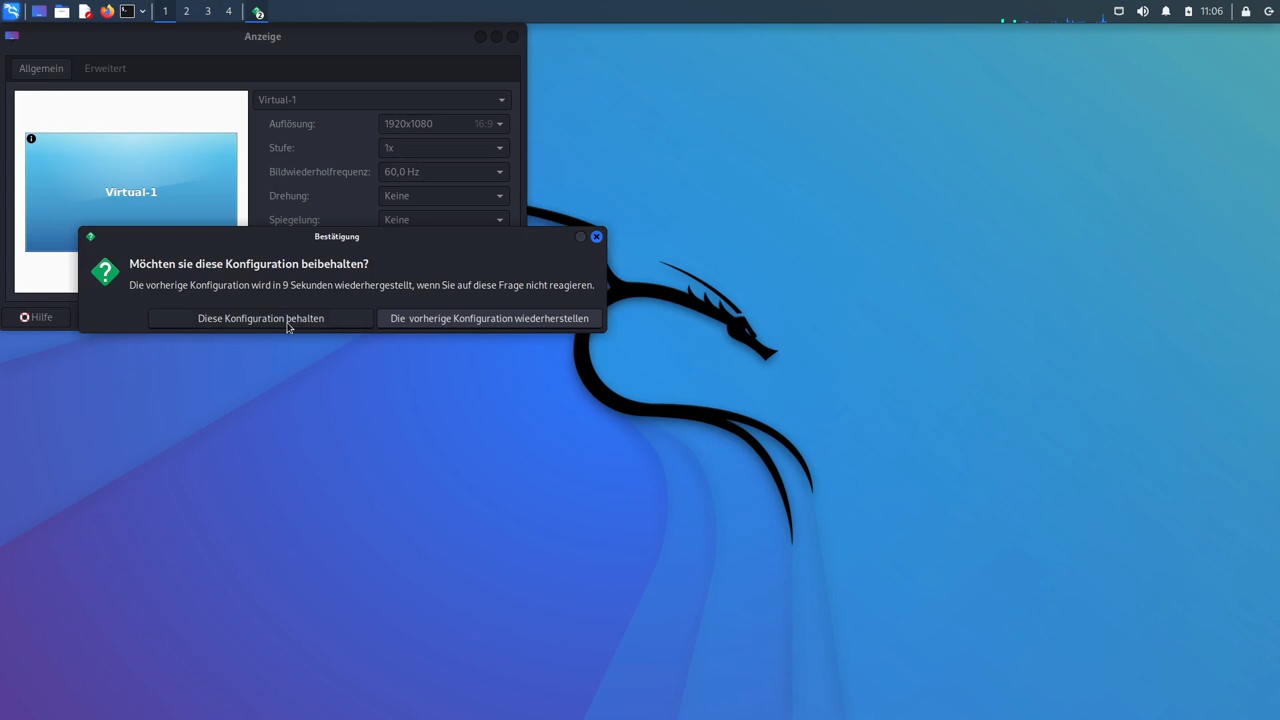 1 2 3 4 2 11:06
Anzeige
Allgemein Erweitert
Virtual-1
Auflösung: 1920x1080 16:9
Stufe: 1x
Bildwiederholfrequenz: 60,0 Hz
Virtual-1
Drehung: Keine
Spiegelung: Keine
Bestätigung
Möchten sie diese Konfiguration beibehalten?
Die vorherige Konfiguration wird in 9 Sekunden wiederhergestellt, wenn Sie auf diese Frage nicht reagieren.
Hilfe
Diese Konfiguration behalten Die vorherige Konfiguration wiederherstellen